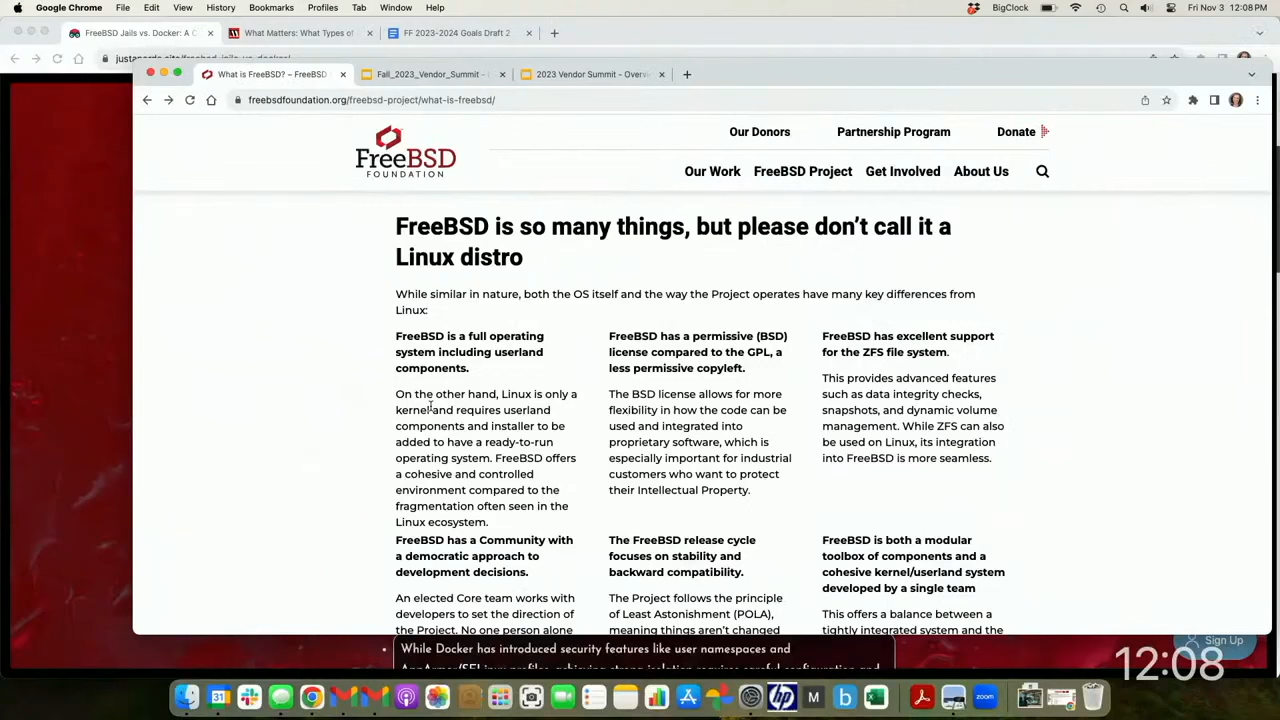 Google Chrome File Edit View History Bookmarks Profiles Tab Window Help BigClock Fri Nov 3 12:08 PM
FreeBSD Jails vs. Docker: A C What Matters: What Types of FF 2023-2024 Goals Draft 2
What is FreeBSD? – FreeBSD Fall_2023_Vendor_Summit - 2023 Vendor Summit - Overv
freebsdfoundation.org/freebsd-project/what-is-freebsd/
FreeBSD
FOUNDATION
Our Donors Partnership Program Donate
Our Work FreeBSD Project Get Involved About Us
FreeBSD is so many things, but please don’t call it a
Linux distro
While similar in nature, both the OS itself and the way the Project operates have many key differences from
Linux:
FreeBSD is a full operating
system including userland
components.
On the other hand, Linux is only a
kernel and requires userland
components and installer to be
added to have a ready-to-run
operating system. FreeBSD offers
a cohesive and controlled
environment compared to the
fragmentation often seen in the
Linux ecosystem.
FreeBSD has a permissive (BSD)
license compared to the GPL, a
less permissive copyleft.
The BSD license allows for more
flexibility in how the code can be
used and integrated into
proprietary software, which is
especially important for industrial
customers who want to protect
their Intellectual Property.
FreeBSD has excellent support
for the ZFS file system.
This provides advanced features
such as data integrity checks,
snapshots, and dynamic volume
management. While ZFS can also
be used on Linux, its integration
into FreeBSD is more seamless.
FreeBSD has a Community with
a democratic approach to
development decisions.
An elected Core team works with
developers to set the direction of
the Project. No one person alone
The FreeBSD release cycle
focuses on stability and
backward compatibility.
The Project follows the principle
of Least Astonishment (POLA),
meaning things aren’t changed
FreeBSD is both a modular
toolbox of components and a
cohesive kernel/userland system
developed by a single team
This offers a balance between a
tightly integrated system and the
Sign Up
While Docker has introduced security features like user namespaces and
AppArmor/SELinux profiles, achieving strong isolation requires careful configuration and
12:08
31
hp
M
b
zoom